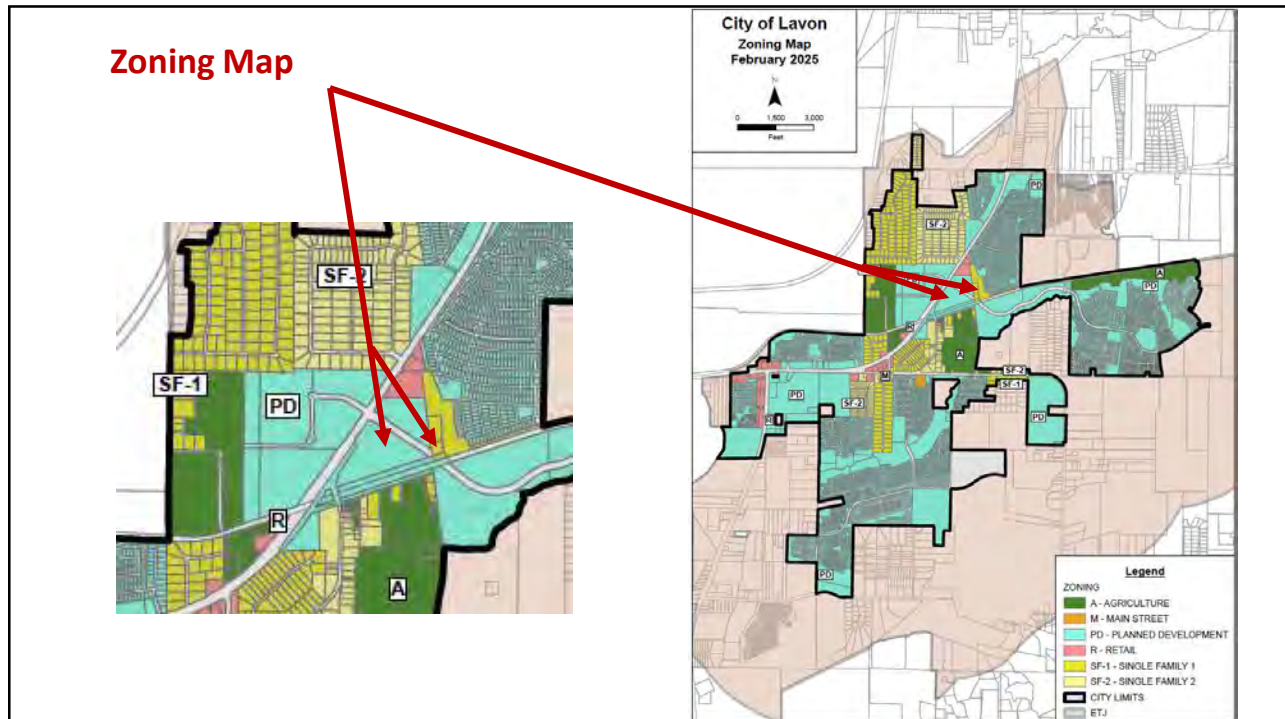 Zoning Map
City of Lavon
Zoning Map
February 2025
N
0 1,500 3,000
Feet
SF-2
SF-1
PD
R
A
PD
SF-2
A
PD
PD
R
A
M
SF-2
SF-1
PD
SF-2
PD
R
PD
Legend
ZONING
A - AGRICULTURE
M - MAIN STREET
PD - PLANNED DEVELOPMENT
R - RETAIL
SF-1 - SINGLE FAMILY 1
SF-2 - SINGLE FAMILY 2
CITY LIMITS
ETJ